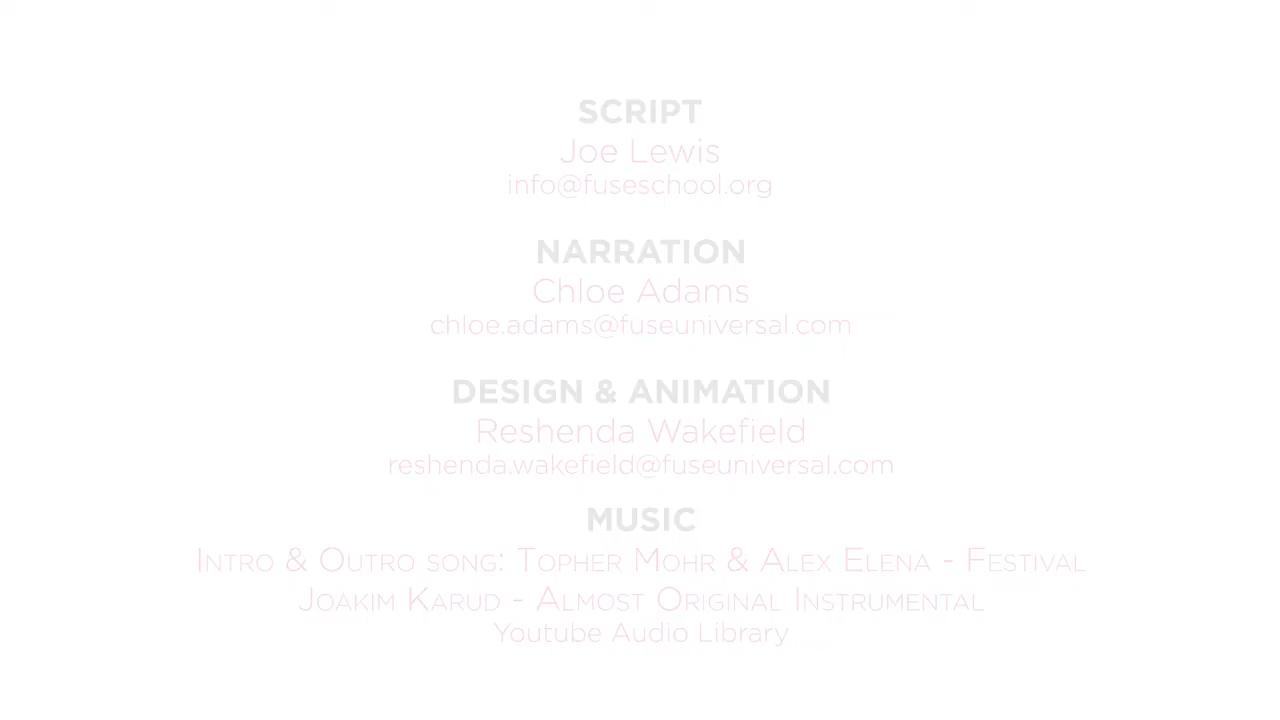 SCRIPT
Joe Lewis
info@fuseschool.org
NARRATION
Chloe Adams
chloe.adams@fuseuniversal.com
DESIGN & ANIMATION
Reshenda Wakefield
reshenda.wakefield@fuseuniversal.com
MUSIC
Intro & Outro song: Topher Mohr & Alex Elena - Festival
Joakim Karud - Almost Original Instrumental
Youtube Audio Library